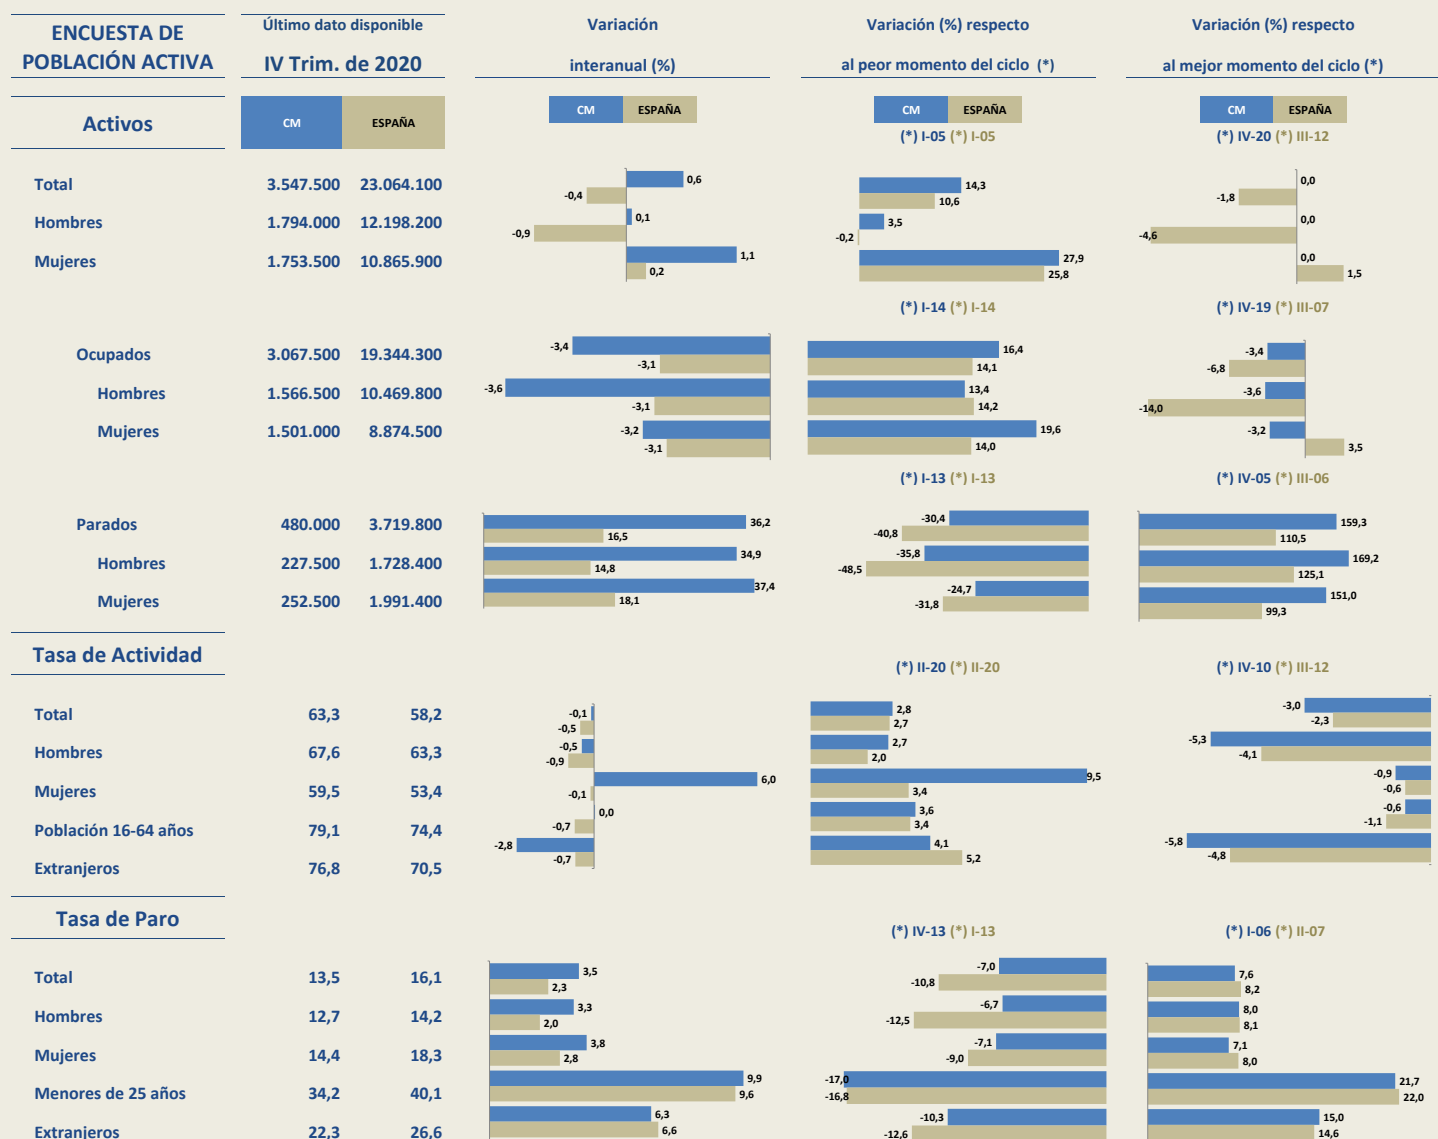 ENCUESTA DE POBLACIÓN ACTIVA
Último dato disponible
IV Trim. de 2020
Variación
interanual (%)
Variación (%) respecto
al peor momento del ciclo (*)
Variación (%) respecto
al mejor momento del ciclo (*)
Activos
CM ESPAÑA
CM ESPAÑA
CM ESPAÑA
(*) I-05 (*) I-05
CM ESPAÑA
(*) IV-20 (*) III-12
Total 3.547.500 23.064.100 0,6 -0,4 14,3 10,6 0,0 -1,8
Hombres 1.794.000 12.198.200 0,1 -0,9 3,5 -0,2 0,0 -4,6
Mujeres 1.753.500 10.865.900 1,1 0,2 27,9 25,8 0,0 1,5
(*) I-14 (*) I-14
(*) IV-19 (*) III-07
Ocupados 3.067.500 19.344.300 -3,4 -3,1 16,4 14,1 -3,4 -6,8
Hombres 1.566.500 10.469.800 -3,6 -3,1 13,4 14,2 -3,6 -14,0
Mujeres 1.501.000 8.874.500 -3,2 -3,1 19,6 14,0 -3,2 3,5
(*) I-13 (*) I-13
(*) IV-05 (*) III-06
Parados 480.000 3.719.800 36,2 16,5 -30,4 -40,8 159,3 110,5
Hombres 227.500 1.728.400 34,9 14,8 -35,8 -48,5 169,2 125,1
Mujeres 252.500 1.991.400 37,4 18,1 -24,7 -31,8 151,0 99,3
Tasa de Actividad
(*) II-20 (*) II-20
(*) IV-10 (*) III-12
Total 63,3 58,2 -0,1 -0,5 2,8 2,7 -3,0 -2,3
Hombres 67,6 63,3 -0,5 -0,9 2,7 2,0 -5,3 -4,1
Mujeres 59,5 53,4 6,0 -0,1 9,5 3,4 -0,9 -0,6
Población 16-64 años 79,1 74,4 0,0 -0,7 3,6 3,4 -0,6 -1,1
Extranjeros 76,8 70,5 -2,8 -0,7 4,1 5,2 -5,8 -4,8
Tasa de Paro
(*) IV-13 (*) I-13
(*) I-06 (*) II-07
Total 13,5 16,1 3,5 2,3 -7,0 -10,8 7,6 8,2
Hombres 12,7 14,2 3,3 2,0 -6,7 -12,5 8,0 8,1
Mujeres 14,4 18,3 3,8 2,8 -7,1 -9,0 7,1 8,0
Menores de 25 años 34,2 40,1 9,9 9,6 -17,0 -16,8 21,7 22,0
Extranjeros 22,3 26,6 6,3 6,6 -10,3 -12,6 15,0 14,6